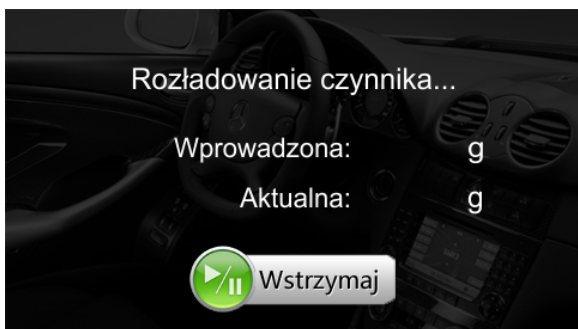 Rozładowanie czynnika...
Wprowadzona: g
Aktualna: g
Wstrzymaj